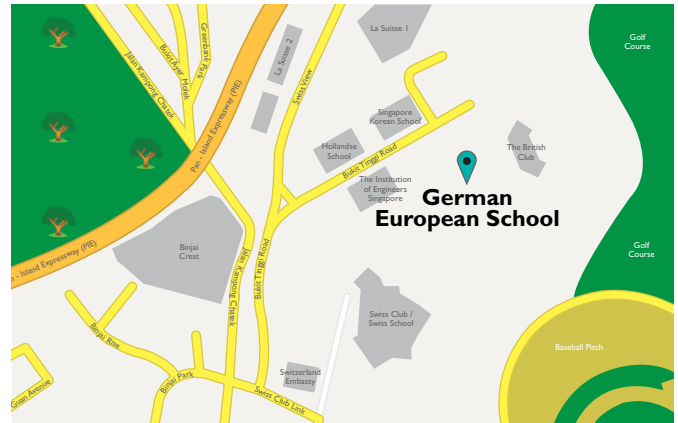 La Suisse 1
Golf
Course
La Suisse 2
Greenbank Park
Bukit Ayer Molek
Jalan Kampong Chatek
Swiss View
Pan - Island Expressway (PIE)
Singapore
Korean School
Hollandse
School
Bukit Tinggi Road
The British
Club
The Institution
of Engineers
Singapore
German
European School
Binjai
Crest
Golf
Course
- Island Expressway (PIE)
Jalan Kampong Chatek
Bukit Tinggi Road
Swiss Club /
Swiss School
Binjai Rise
Baseball Pitch
Binjai Park
Switzerland
Embassy
Swiss Club Link
Guan Avenue